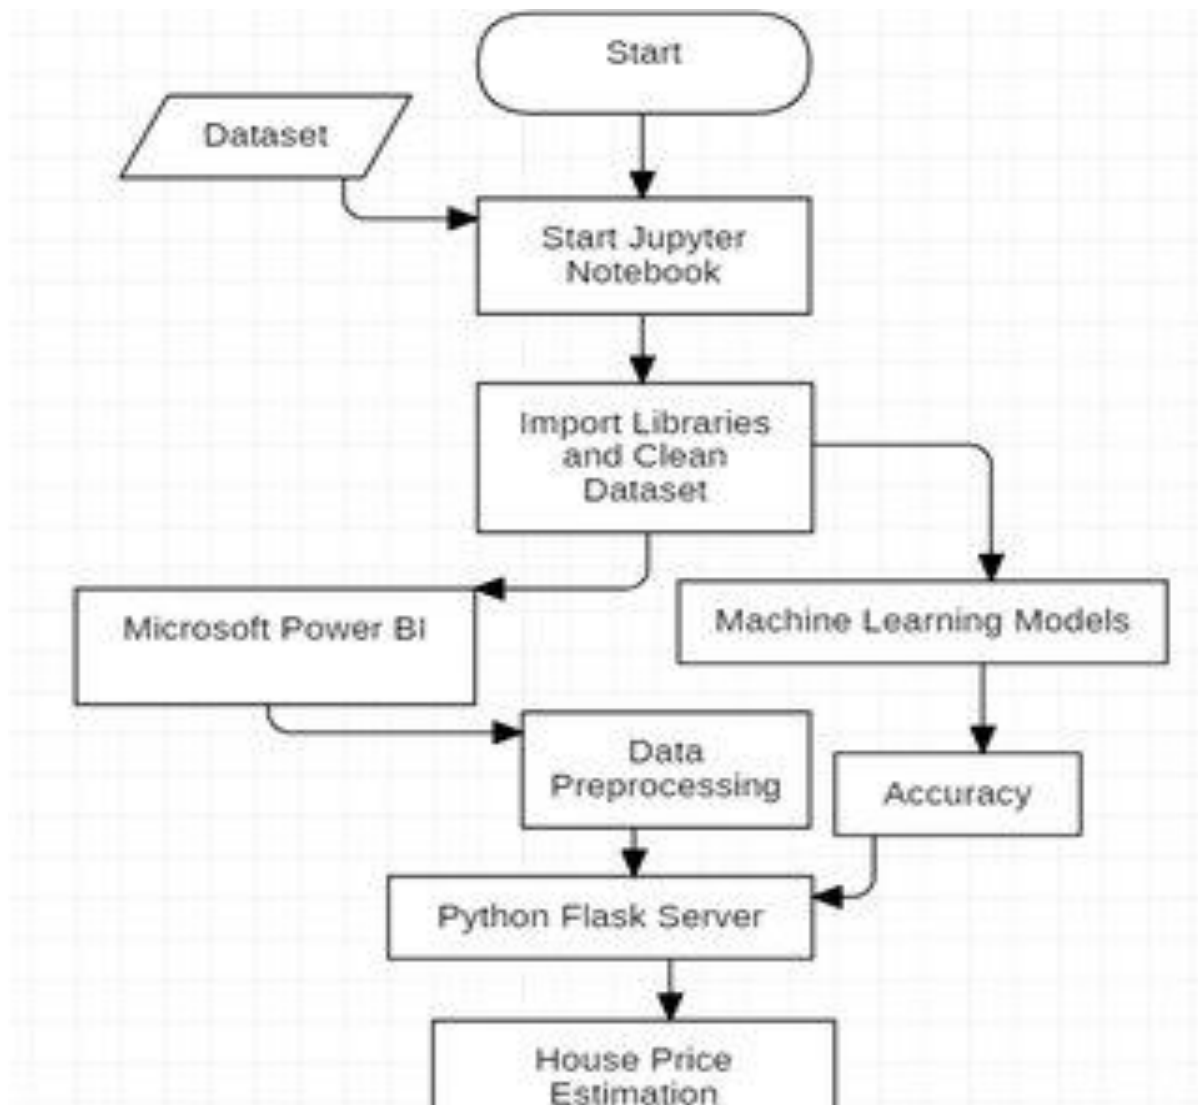 Start
Dataset
Start Jupyter
Notebook
Import Libraries
and Clean
Dataset
Microsoft Power BI
Machine Learning Models
Data
Preprocessing
Accuracy
Python Flask Server
House Price
Estimation